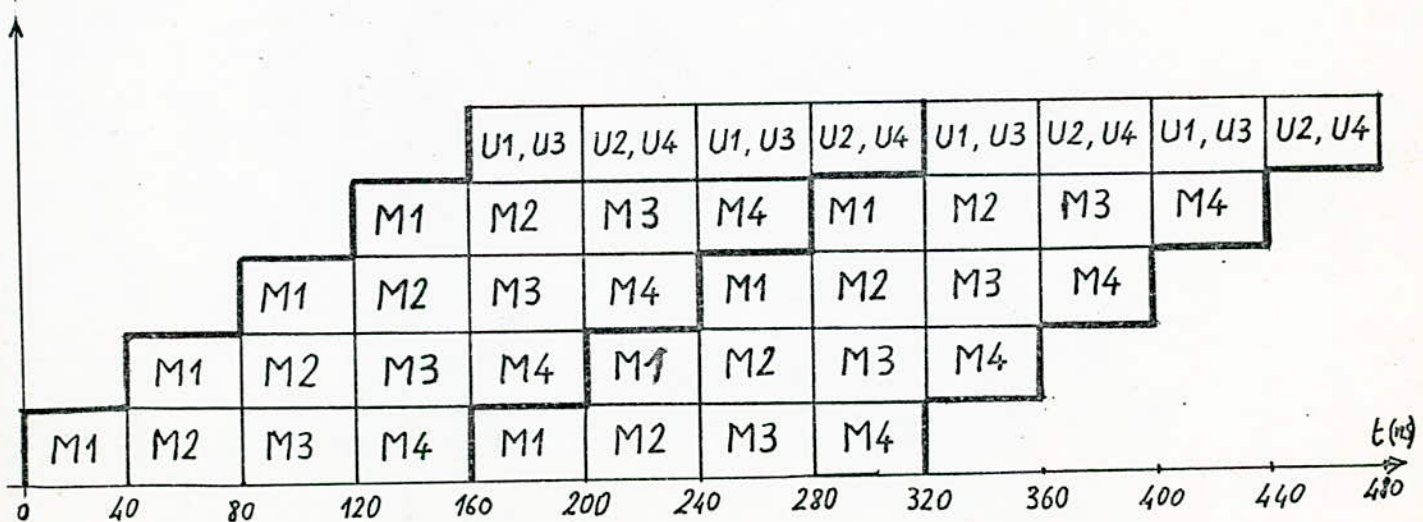 U1, U3 U2, U4 U1, U3 U2, U4 U1, U3 U2, U4 U1, U3 U2, U4
M1 M2 M3 M4 M1 M2 M3 M4
M1 M2 M3 M4 M1 M2 M3 M4
M1 M2 M3 M4 M1 M2 M3 M4
M1 M2 M3 M4 M1 M2 M3 M4
t(ns)
0 40 80 120 160 200 240 280 320 360 400 440 480